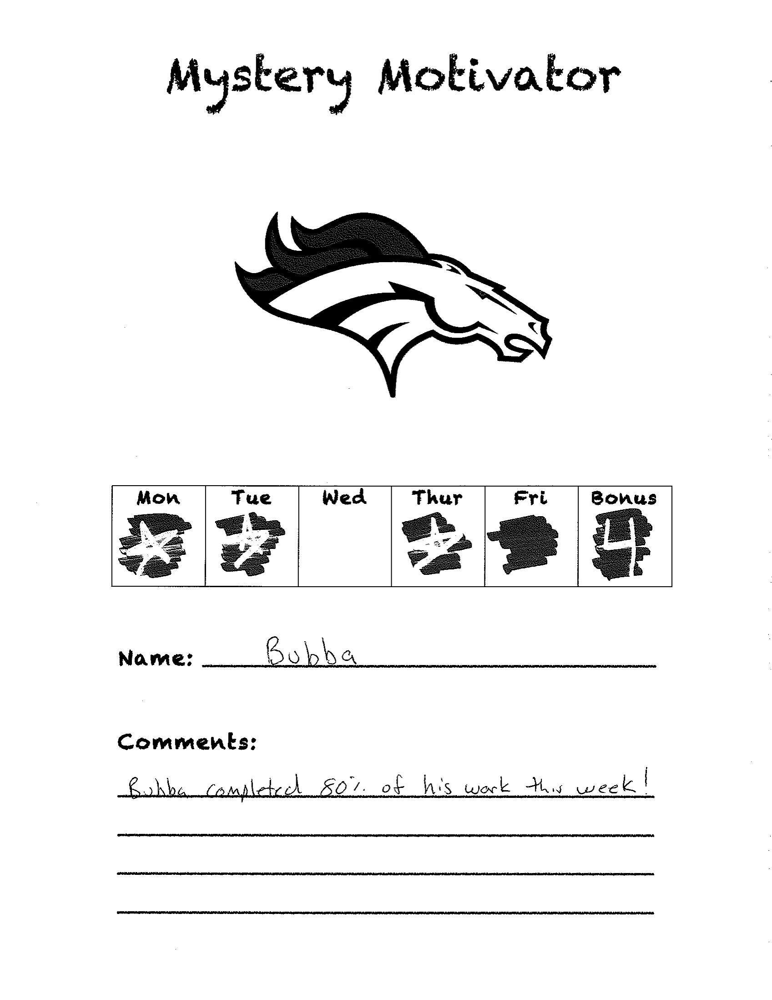 Mystery Motivator
Mon Tue Wed Thur Fri Bonus
4
Name: Bubba
Comments:
Bubba completed 80% of his work this week!